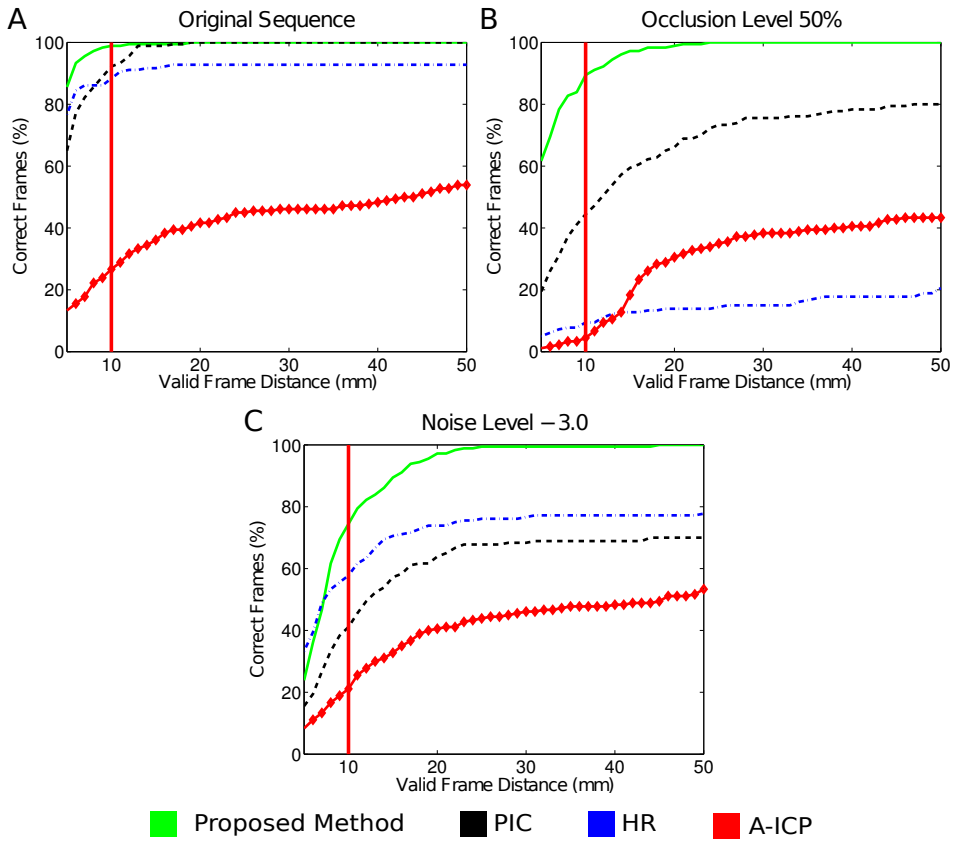 A
Original Sequence
100
80
60
40
20
0
10
20
30
40
50
Correct Frames (%)
Valid Frame Distance (mm)
B
Occlusion Level 50%
100
80
60
40
20
0
10
20
30
40
50
Correct Frames (%)
Valid Frame Distance (mm)
C
Noise Level −3.0
100
80
60
40
20
0
10
20
30
40
50
Correct Frames (%)
Valid Frame Distance (mm)
Proposed Method
PIC
HR
A-ICP